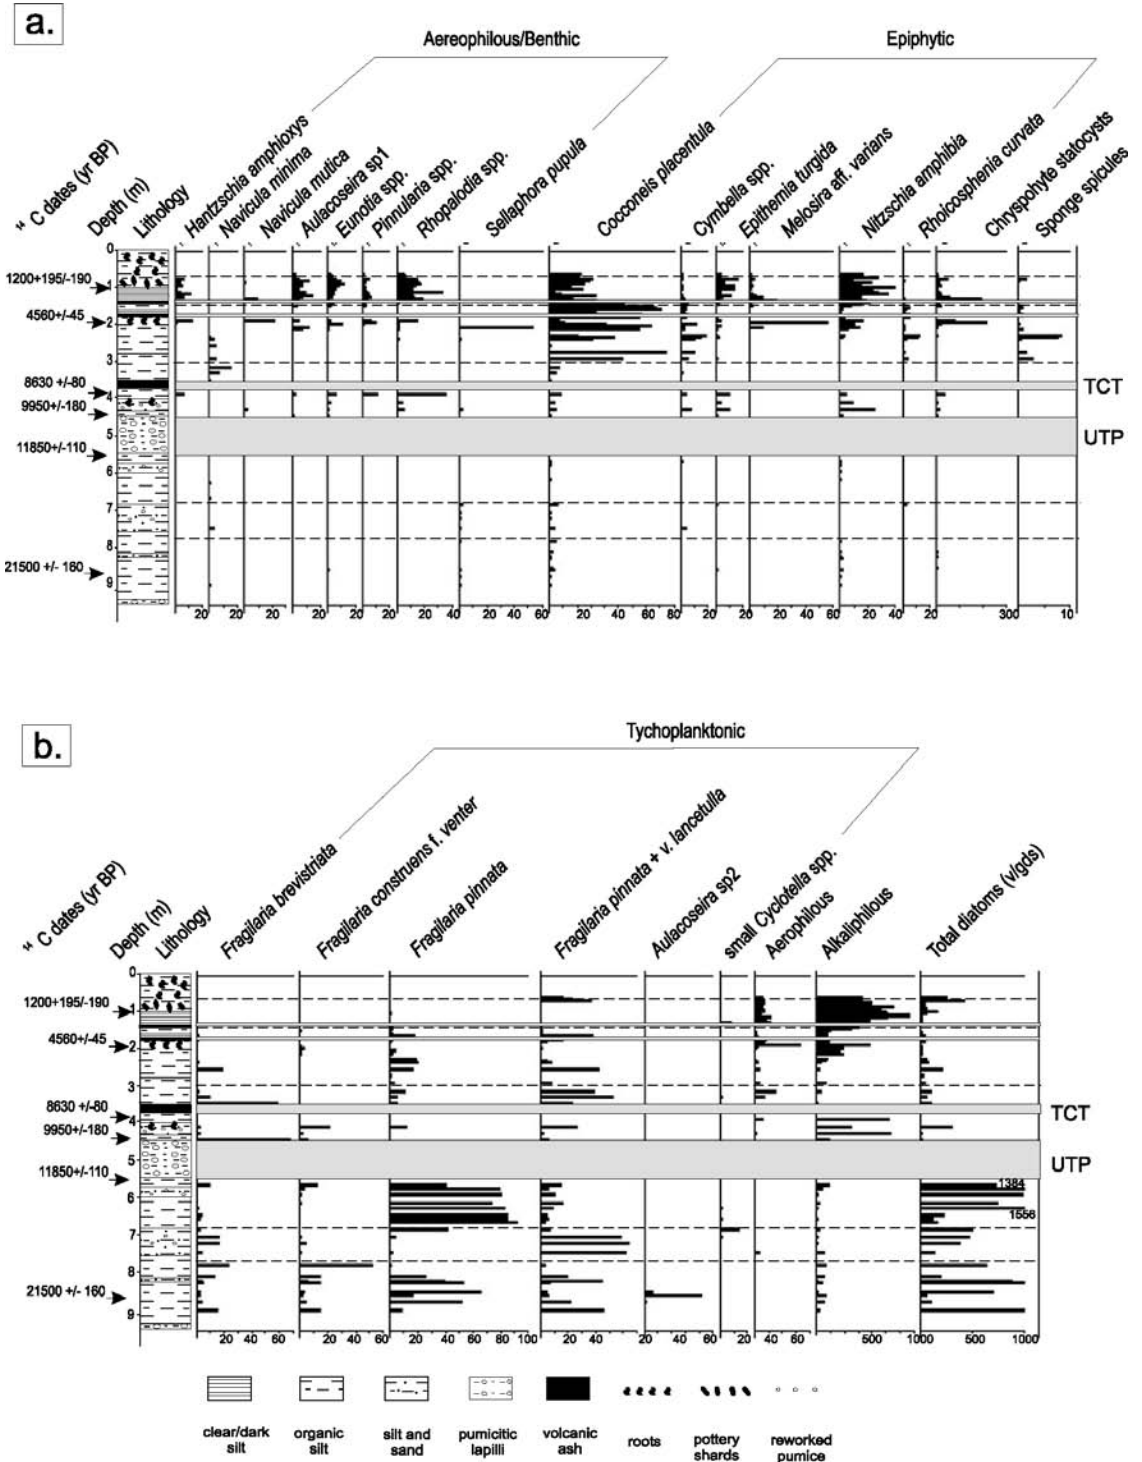 a.
Aereophilous/Benthic
Epiphytic
¹⁴ C dates (yr BP)
Depth (m)
Lithology
Hantzschia amphioxys
Navicula minima
Navicula mutica
Aulacoseira sp1
Eunotia spp.
Pinnularia spp.
Rhopalodia spp.
Sellaphora pupula
Cocconeis placentula
Cymbella spp.
Epithemia turgida
Melosira aff. varians
Nitzschia amphibia
Rhoicosphenia curvata
Chryspohyte statocysts
Sponge spicules
0
1200+195/-190
1
4560+/-45
2
3
8630 +/-80
TCT
4
9950+/-180
5
UTP
11850+/-110
6
7
8
21500 +/- 160
9
20 20 20 20 20 20 20 40 20 40 60 20 40 60 80 20 20 20 40 60 20 40 20 300 10
b.
Tychoplanktonic
¹⁴ C dates (yr BP)
Depth (m)
Lithology
Fragilaria brevistriata
Fragilaria construens f. venter
Fragilaria pinnata
Fragilaria pinnata + v. lancetulla
Aulacoseira sp2
small Cyclotella spp.
Aerophilous
Alkaliphilous
Total diatoms (v/gds)
0
1200+195/-190
1
4560+/-45
2
3
8630 +/-80
TCT
4
9950+/-180
5
UTP
11850+/-110
1384
6
1556
7
8
21500 +/- 160
9
20 40 60 20 40 60 20 40 60 80 100 20 40 20 40 60 20 40 80 500 1000 500 1000
clear/dark silt
organic silt
silt and sand
pumicitic lapilli
volcanic ash
roots
pottery shards
reworked pumice